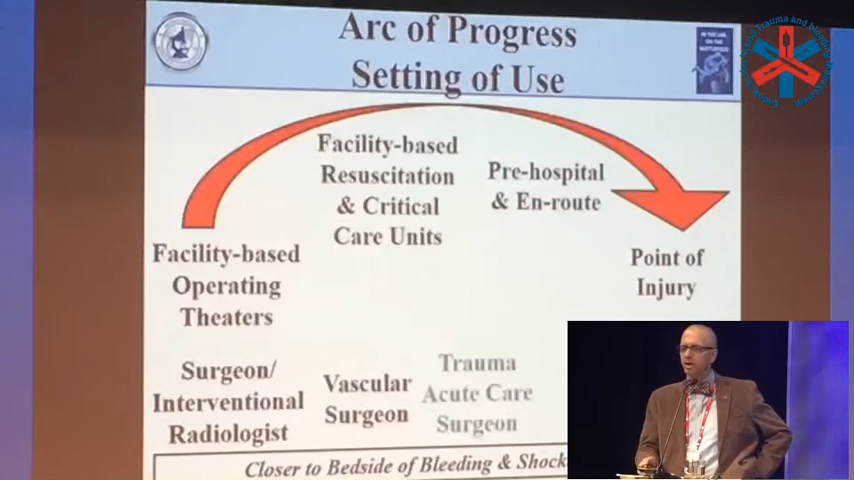 Arc of Progress
Setting of Use
Facility-based
Resuscitation
& Critical
Care Units
Pre-hospital
& En-route
Facility-based
Operating
Theaters
Point of
Injury
Surgeon/
Interventional
Radiologist
Vascular
Surgeon
Trauma
Acute Care
Surgeon
Closer to Bedside of Bleeding & Shock